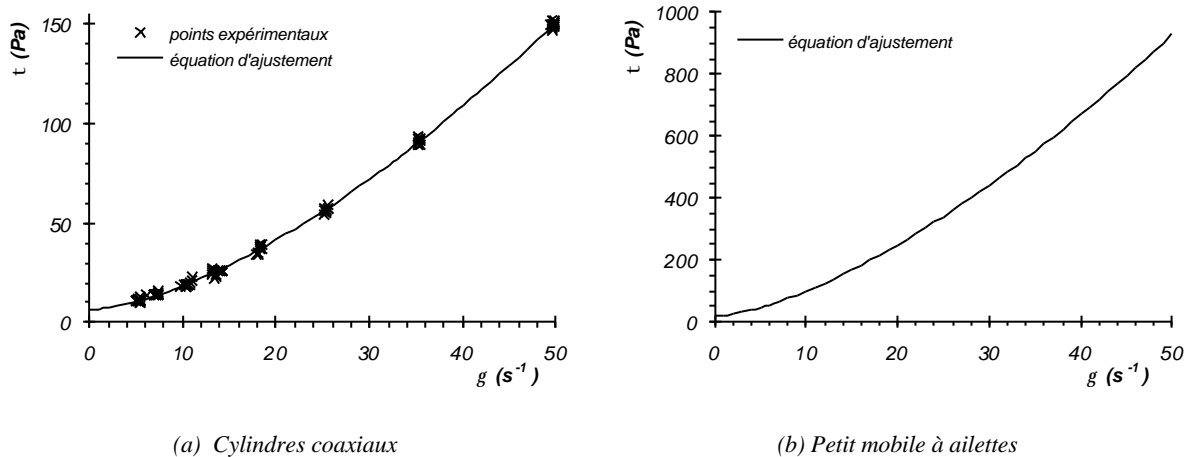 150
100
50
0
τ (Pa)
points expérimentaux
équation d'ajustement
0 10 20 30 40 50
g (s⁻¹)
(a) Cylindres coaxiaux
1000
800
600
400
200
0
τ (Pa)
équation d'ajustement
0 10 20 30 40 50
g (s⁻¹)
(b) Petit mobile à ailettes